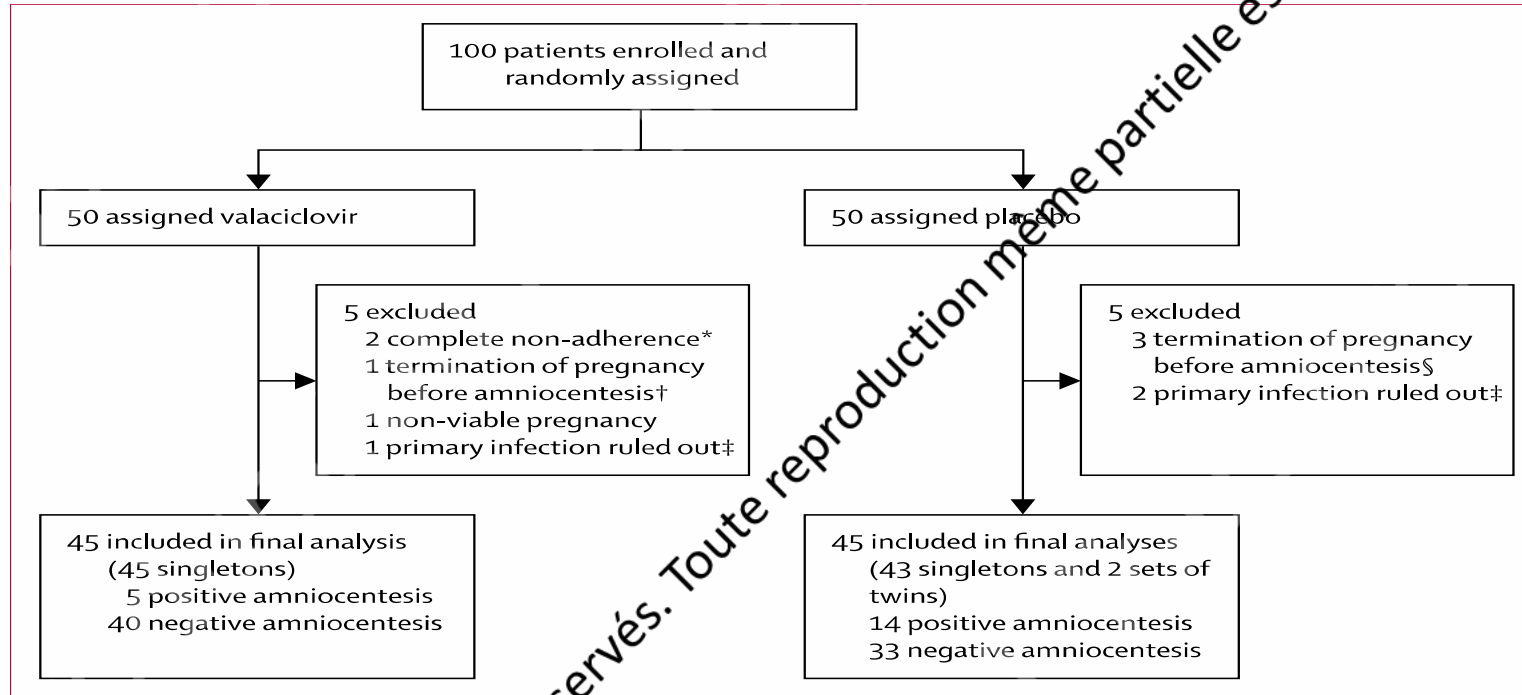 100 patients enrolled and
randomly assigned
50 assigned valaciclovir
50 assigned placebo
5 excluded
2 complete non-adherence*
1 termination of pregnancy
before amniocentesis†
1 non-viable pregnancy
1 primary infection ruled out‡
5 excluded
3 termination of pregnancy
before amniocentesis§
2 primary infection ruled out‡
45 included in final analysis
(45 singletons)
5 positive amniocentesis
40 negative amniocentesis
45 included in final analyses
(43 singletons and 2 sets of
twins)
14 positive amniocentesis
33 negative amniocentesis
servés. Toute reproduction même partielle es